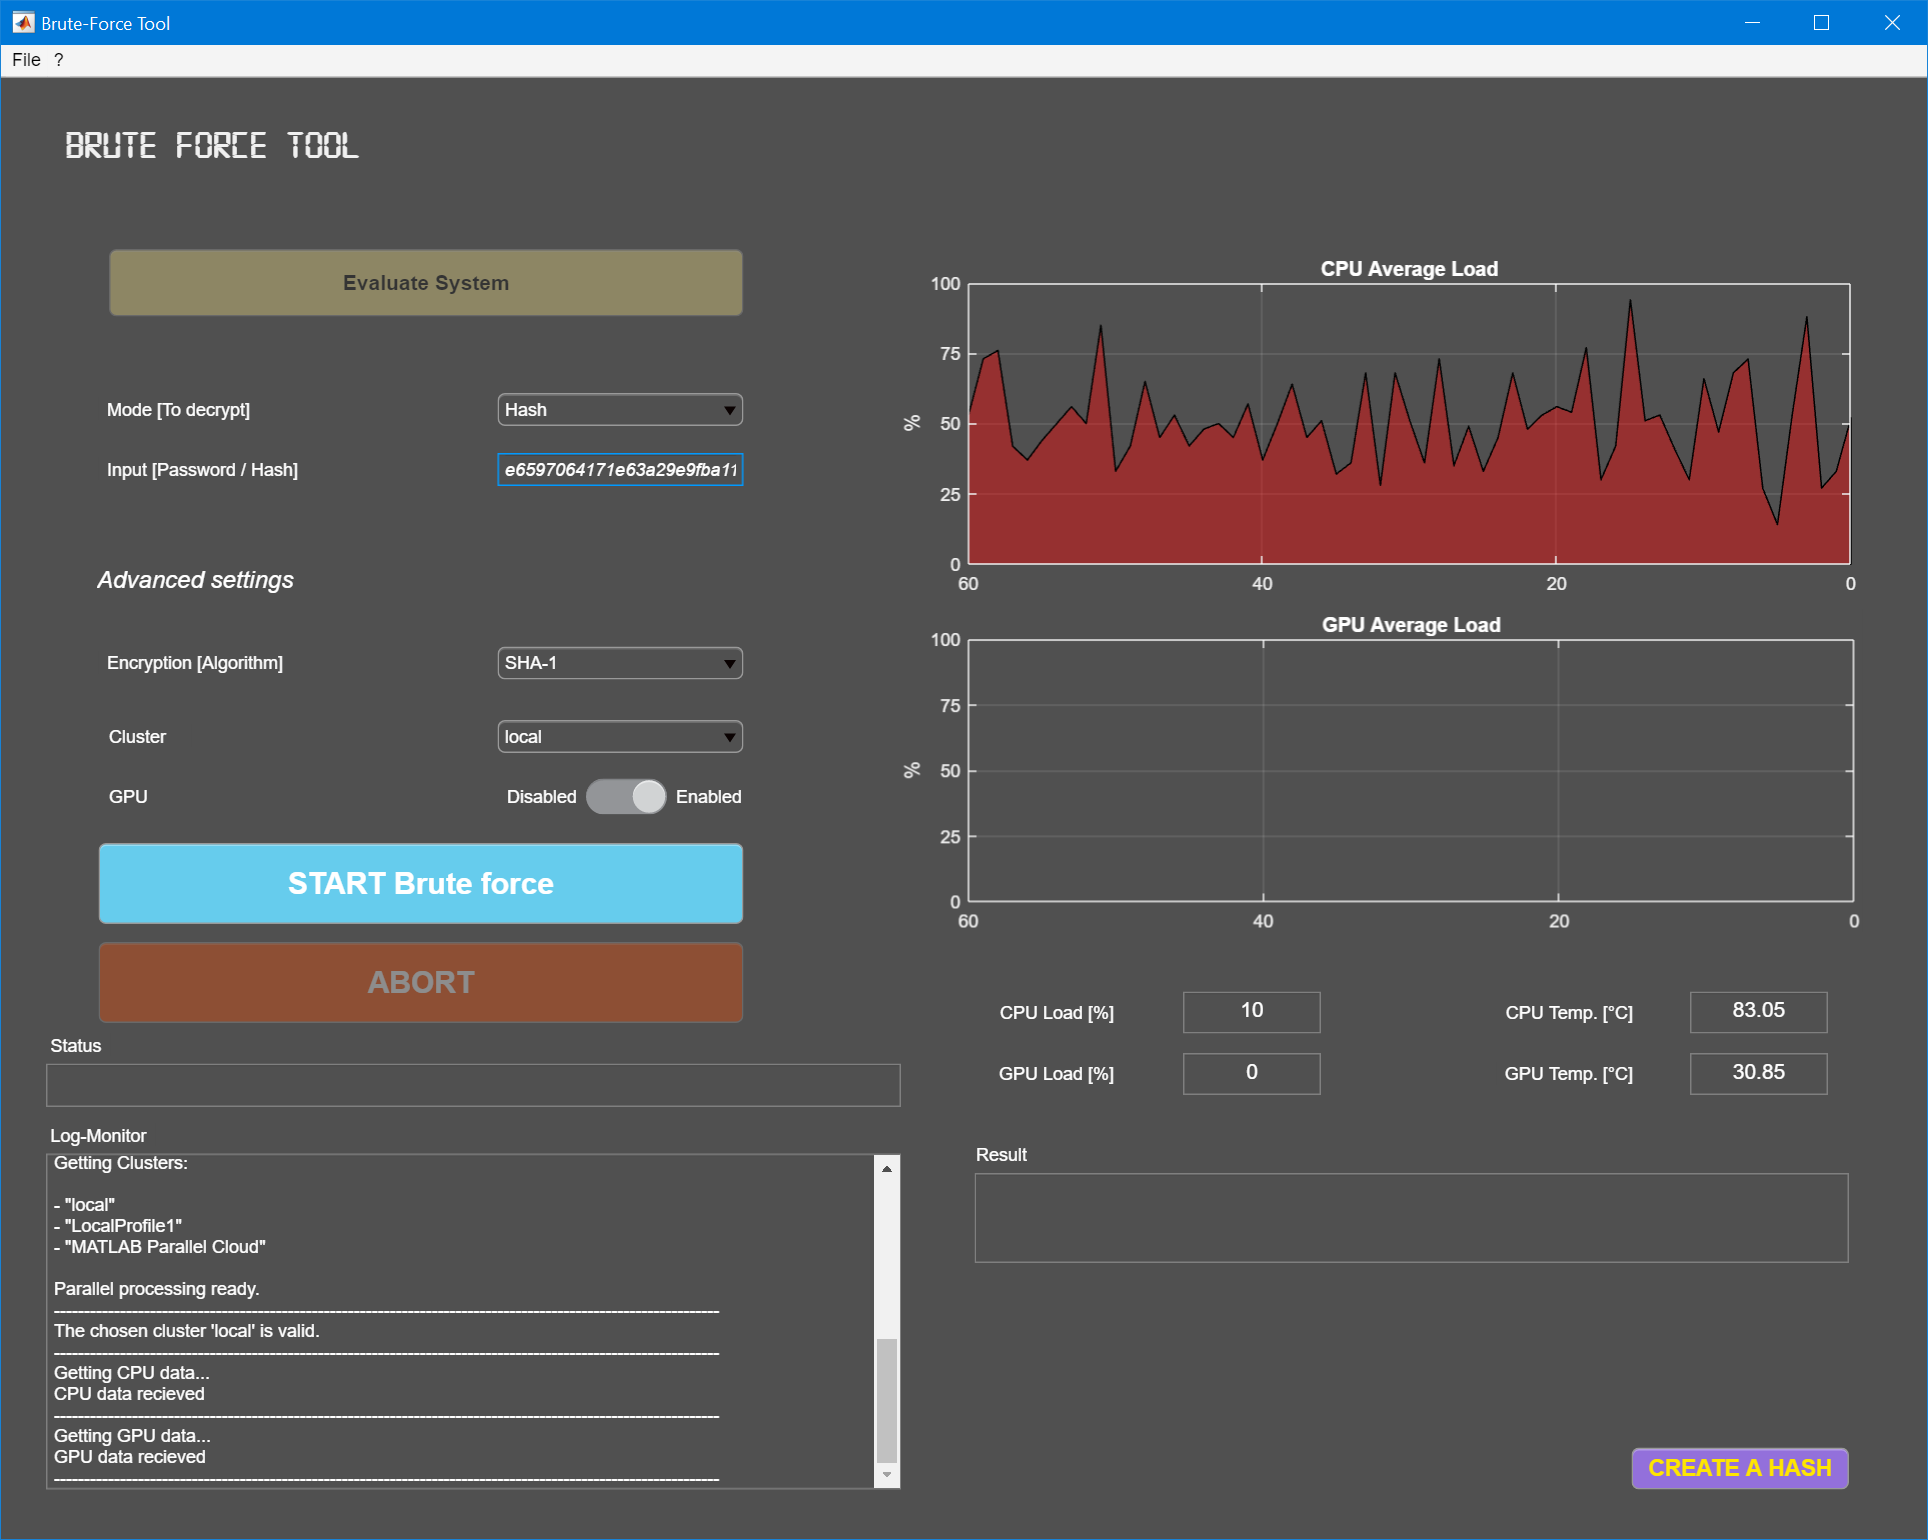 Brute-Force Tool
File ?
BRUTE FORCE TOOL
Evaluate System
Mode [To decrypt]
Hash
Input [Password / Hash]
e6597064171e63a29e9fba11
Advanced settings
Encryption [Algorithm]
SHA-1
Cluster
local
GPU
Disabled
Enabled
START Brute force
ABORT
Status
Log-Monitor
Getting Clusters:
- "local"
- "LocalProfile1"
- "MATLAB Parallel Cloud"
Parallel processing ready.
The chosen cluster 'local' is valid.
Getting CPU data...
CPU data recieved
Getting GPU data...
GPU data recieved
CPU Average Load
%
100
75
50
25
0
60
40
20
0
GPU Average Load
%
100
75
50
25
0
60
40
20
0
CPU Load [%]
10
CPU Temp. [°C]
83.05
GPU Load [%]
0
GPU Temp. [°C]
30.85
Result
CREATE A HASH